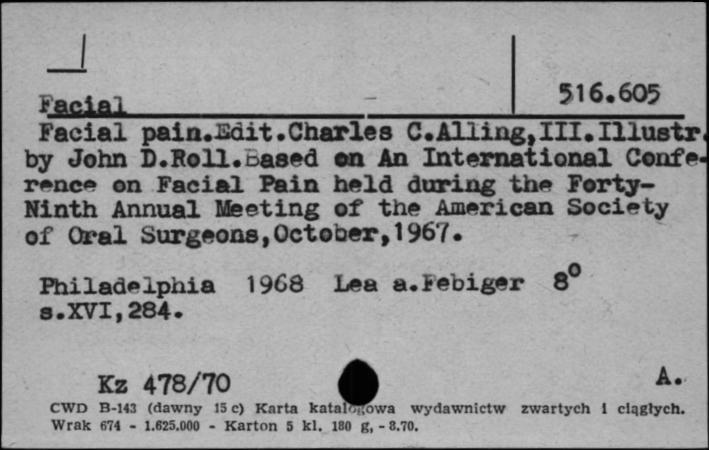 516.605
Facial
Facial pain.Edit.Charles C.Alling,III.Illustr.
by John D.Roll.Based on An International Confe-
rence on Facial Pain held during the Forty-
Ninth Annual Meeting of the American Society
of Oral Surgeons,October,1967.
Philadelphia 1968 Lea a.Febiger 8°
s.XVI,284.
Kz 478/70 A.
CWD B-143 (dawny 15 c) Karta katalogowa wydawnictw zwartych i ciągłych.
Wrak 674 - 1.625.000 - Karton 5 kl. 180 g, - 8.70.